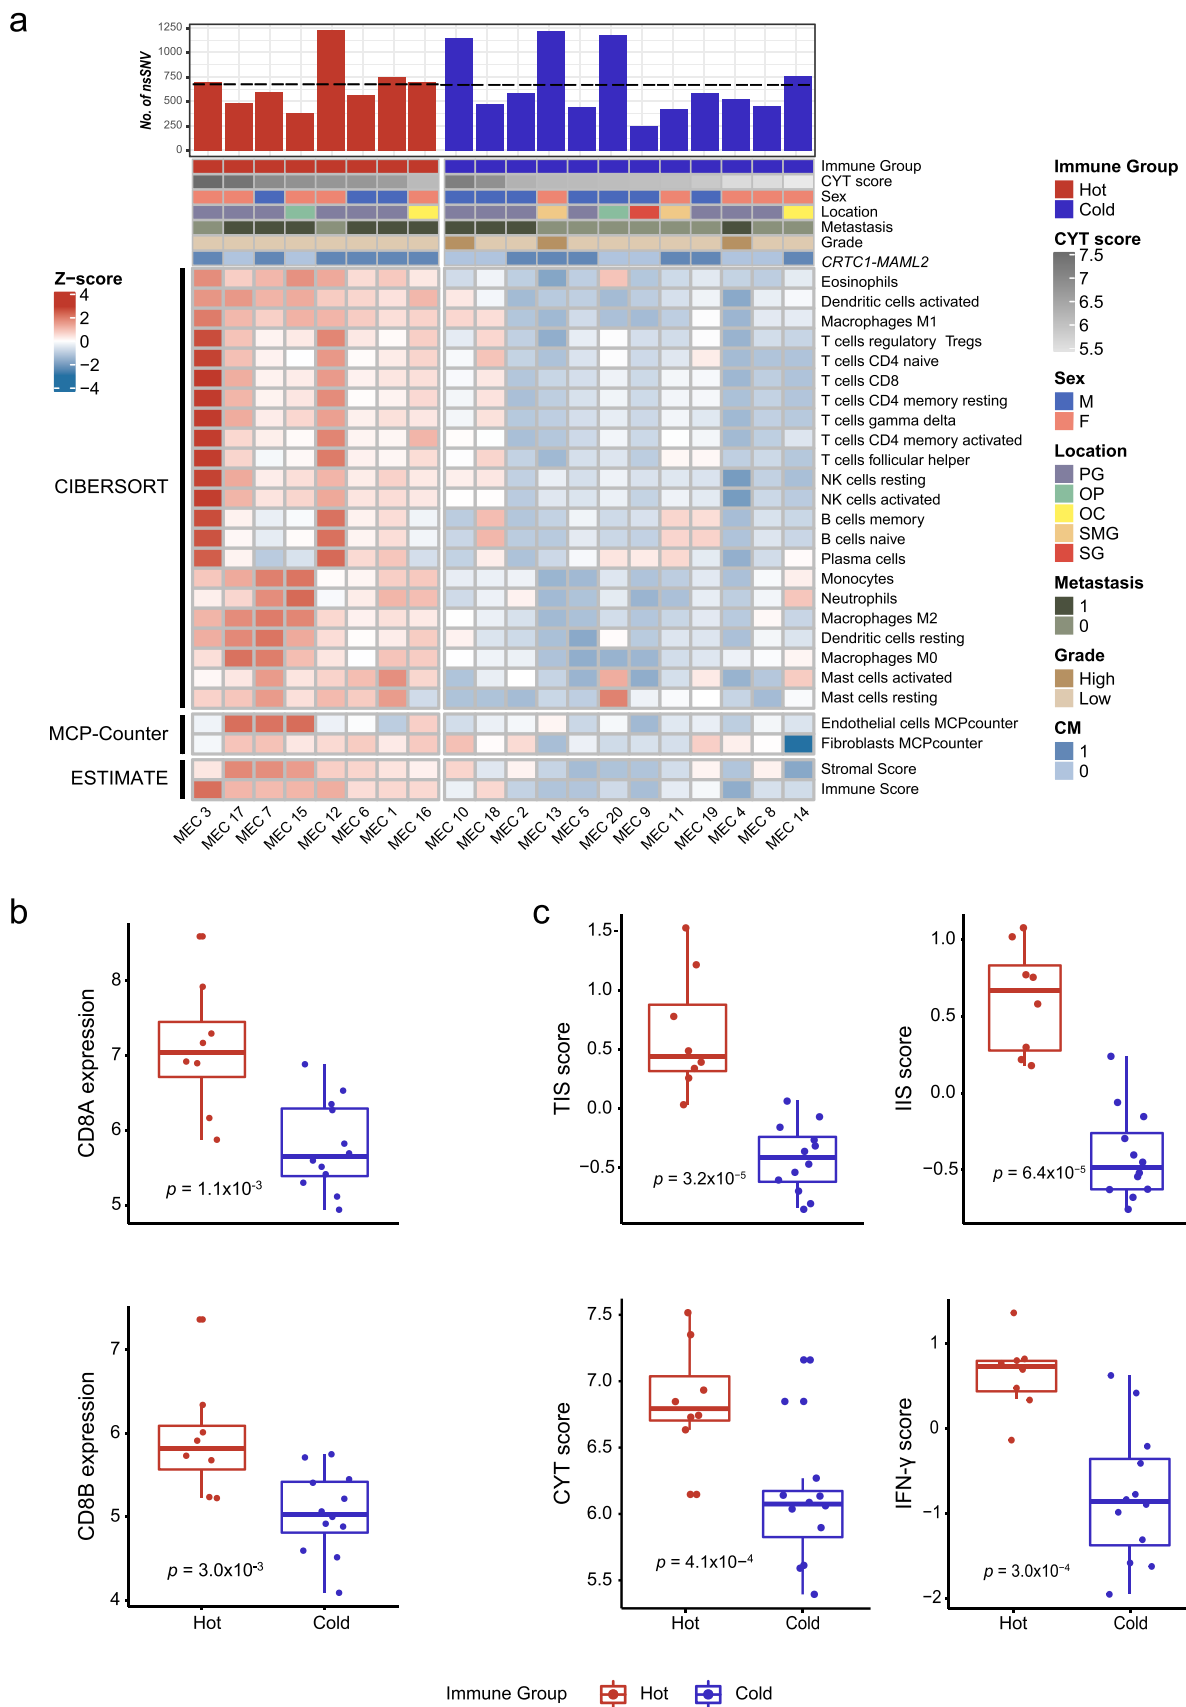 a
No. of nsSNV
1250
1000
750
500
250
0
Immune Group
CYT score
Sex
Location
Metastasis
Grade
CRTC1-MAML2
Eosinophils
Dendritic cells activated
Macrophages M1
T cells regulatory Tregs
T cells CD4 naive
T cells CD8
T cells CD4 memory resting
T cells gamma delta
T cells CD4 memory activated
T cells follicular helper
NK cells resting
NK cells activated
B cells memory
B cells naive
Plasma cells
Monocytes
Neutrophils
Macrophages M2
Dendritic cells resting
Macrophages M0
Mast cells activated
Mast cells resting
Endothelial cells MCPcounter
Fibroblasts MCPcounter
Stromal Score
Immune Score
Z−score
4
2
0
−2
−4
CIBERSORT
MCP-Counter
ESTIMATE
MEC 3
MEC 17
MEC 7
MEC 15
MEC 12
MEC 6
MEC 1
MEC 16
MEC 10
MEC 18
MEC 2
MEC 13
MEC 5
MEC 20
MEC 9
MEC 11
MEC 19
MEC 4
MEC 8
MEC 14
Immune Group
Hot
Cold
CYT score
7.5
7
6.5
6
5.5
Sex
M
F
Location
PG
OP
OC
SMG
SG
Metastasis
1
0
Grade
High
Low
CM
1
0
b
CD8A expression
8
7
6
5
p = 1.1x10-3
CD8B expression
7
6
5
4
p = 3.0x10-3
Hot
Cold
c
TIS score
1.5
1.0
0.5
0.0
−0.5
p = 3.2x10−5
IIS score
1.0
0.5
0.0
−0.5
p = 6.4x10−5
CYT score
7.5
7.0
6.5
6.0
5.5
p = 4.1x10−4
Hot
Cold
IFN-γ score
1
0
−1
−2
p = 3.0x10−4
Hot
Cold
Immune Group
Hot
Cold